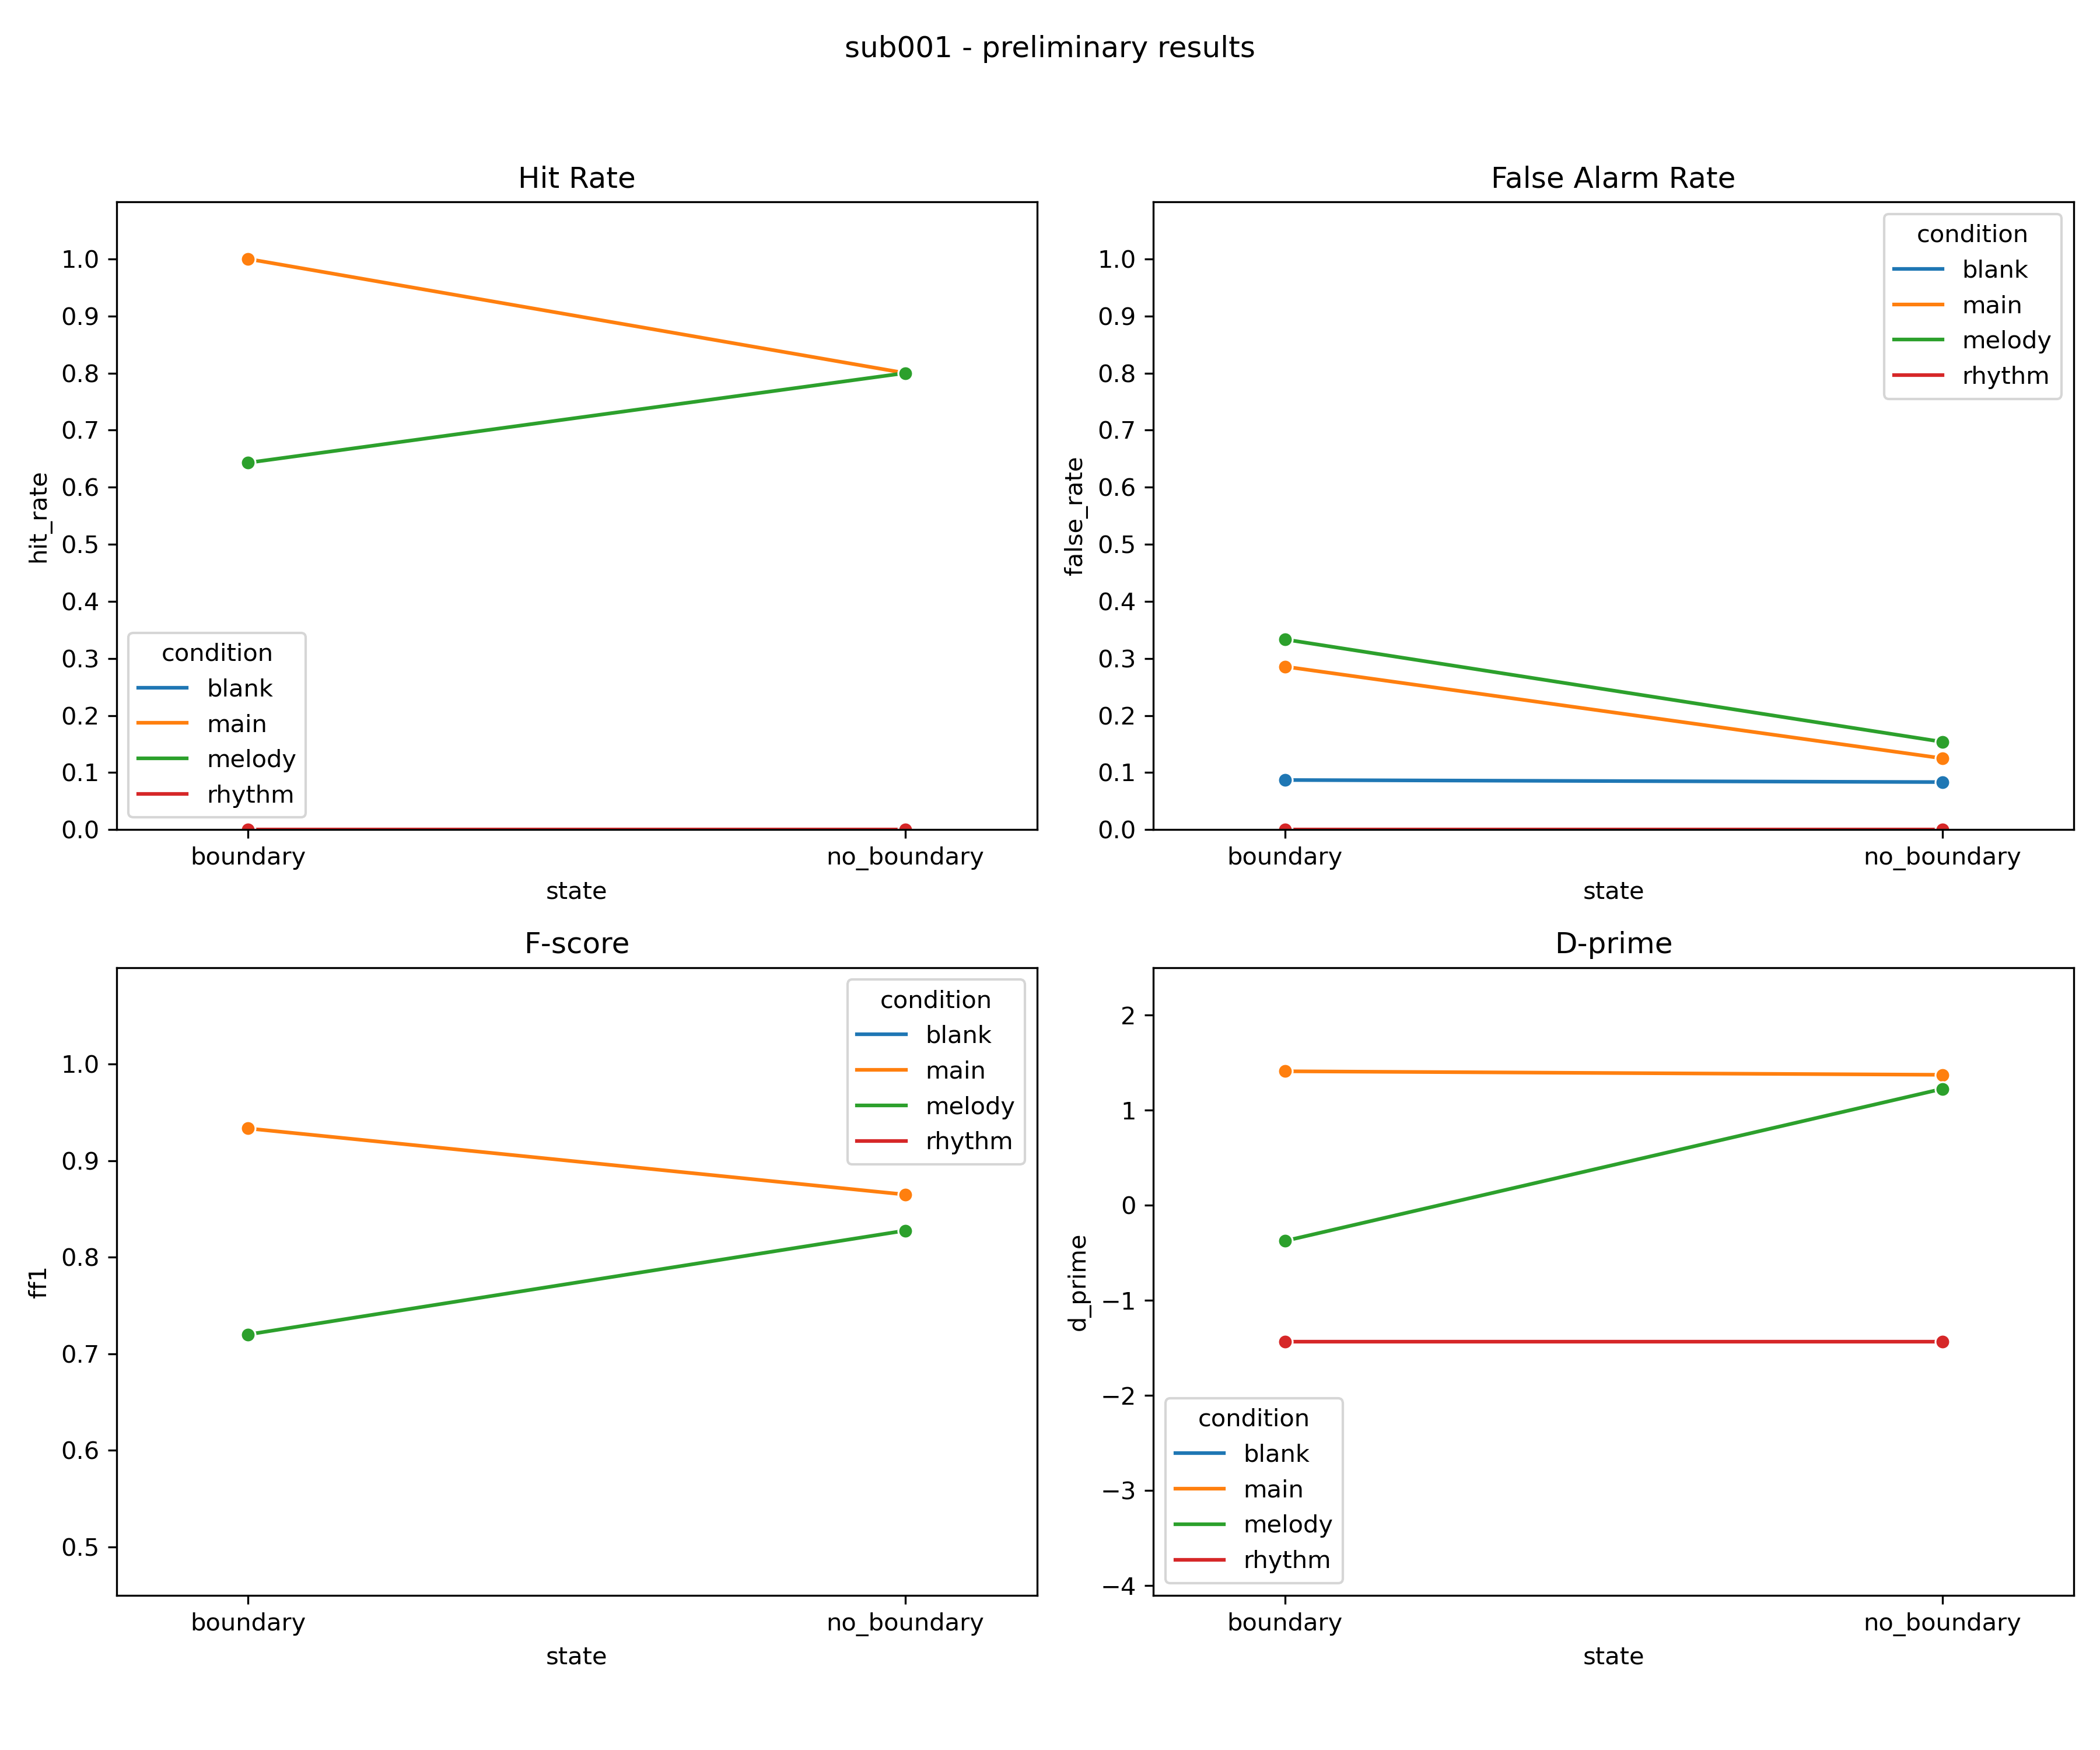 sub001 - preliminary results
Hit Rate
hit_rate
1.0
0.9
0.8
0.7
0.6
0.5
0.4
0.3
0.2
0.1
0.0
condition
blank
main
melody
rhythm
boundary
no_boundary
state
False Alarm Rate
false_rate
1.0
0.9
0.8
0.7
0.6
0.5
0.4
0.3
0.2
0.1
0.0
condition
blank
main
melody
rhythm
boundary
no_boundary
state
F-score
ff1
1.0
0.9
0.8
0.7
0.6
0.5
condition
blank
main
melody
rhythm
boundary
no_boundary
state
D-prime
d_prime
2
1
0
−1
−2
−3
−4
condition
blank
main
melody
rhythm
boundary
no_boundary
state